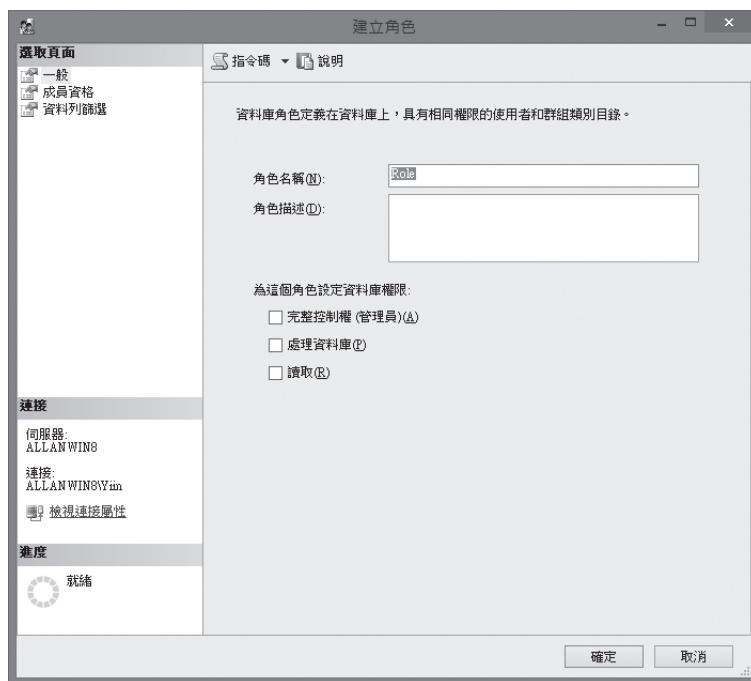 建立角色
選取頁面
一般
成員資格
資料列篩選
指令碼 說明
資料庫角色定義在資料庫上，具有相同權限的使用者和群組類別目錄。
角色名稱(N):
Role
角色描述(D):
為這個角色設定資料庫權限:
完整控制權 (管理員)(A)
處理資料庫(P)
讀取(R)
連接
伺服器:
ALLANWIN8
連接:
ALLANWIN8\Yiin
檢視連接屬性
進度
就緒
確定 取消